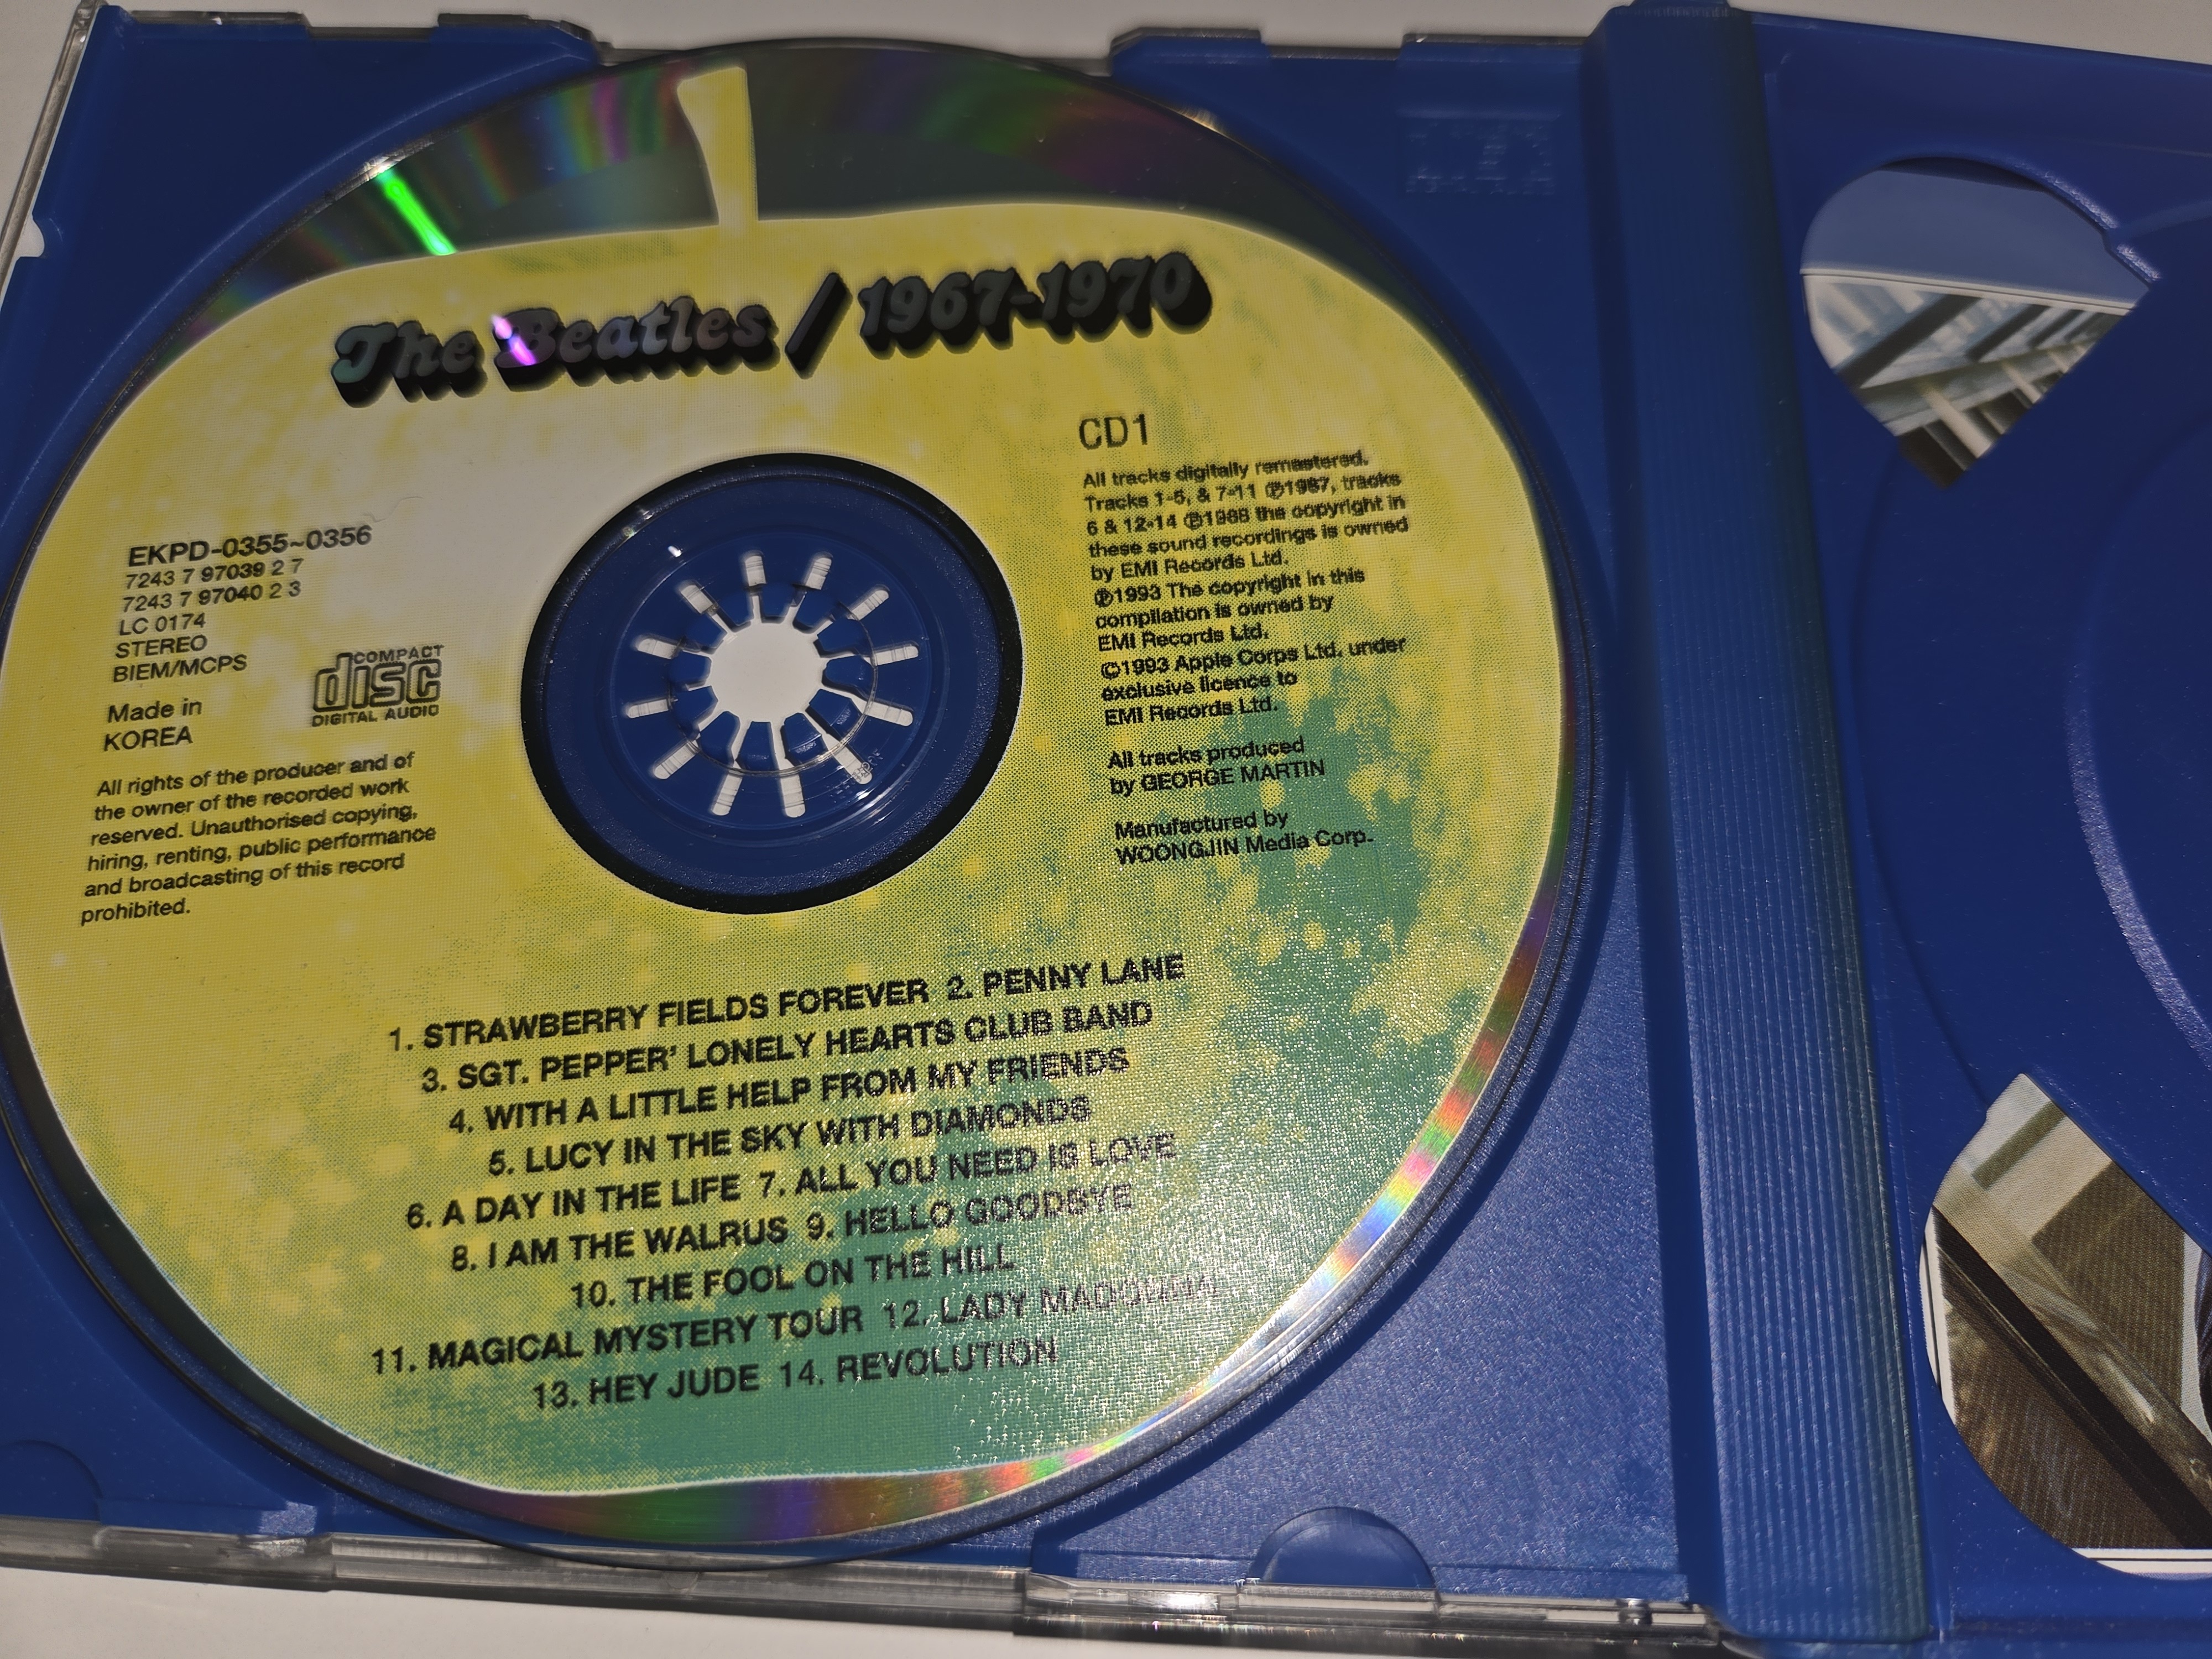 The Beatles / 1967-1970
CD1
All tracks digitally remastered.
Tracks 1-5, & 7-11 ℗1987, tracks
6 & 12-14 ℗1988 the copyright in
these sound recordings is owned
by EMI Records Ltd.
℗1993 The copyright in this
compilation is owned by
EMI Records Ltd.
©1993 Apple Corps Ltd. under
exclusive licence to
EMI Records Ltd.
All tracks produced
by GEORGE MARTIN
Manufactured by
WOONGJIN Media Corp.
EKPD-0355~0356
7243 7 97039 2 7
7243 7 97040 2 3
LC 0174
STEREO
BIEM/MCPS
Made in
KOREA
COMPACT
disc
DIGITAL AUDIO
All rights of the producer and of
the owner of the recorded work
reserved. Unauthorised copying,
hiring, renting, public performance
and broadcasting of this record
prohibited.
1. STRAWBERRY FIELDS FOREVER 2. PENNY LANE
3. SGT. PEPPER' LONELY HEARTS CLUB BAND
4. WITH A LITTLE HELP FROM MY FRIENDS
5. LUCY IN THE SKY WITH DIAMONDS
6. A DAY IN THE LIFE 7. ALL YOU NEED IS LOVE
8. I AM THE WALRUS 9. HELLO GOODBYE
10. THE FOOL ON THE HILL
11. MAGICAL MYSTERY TOUR 12. LADY MADONNA
13. HEY JUDE 14. REVOLUTION